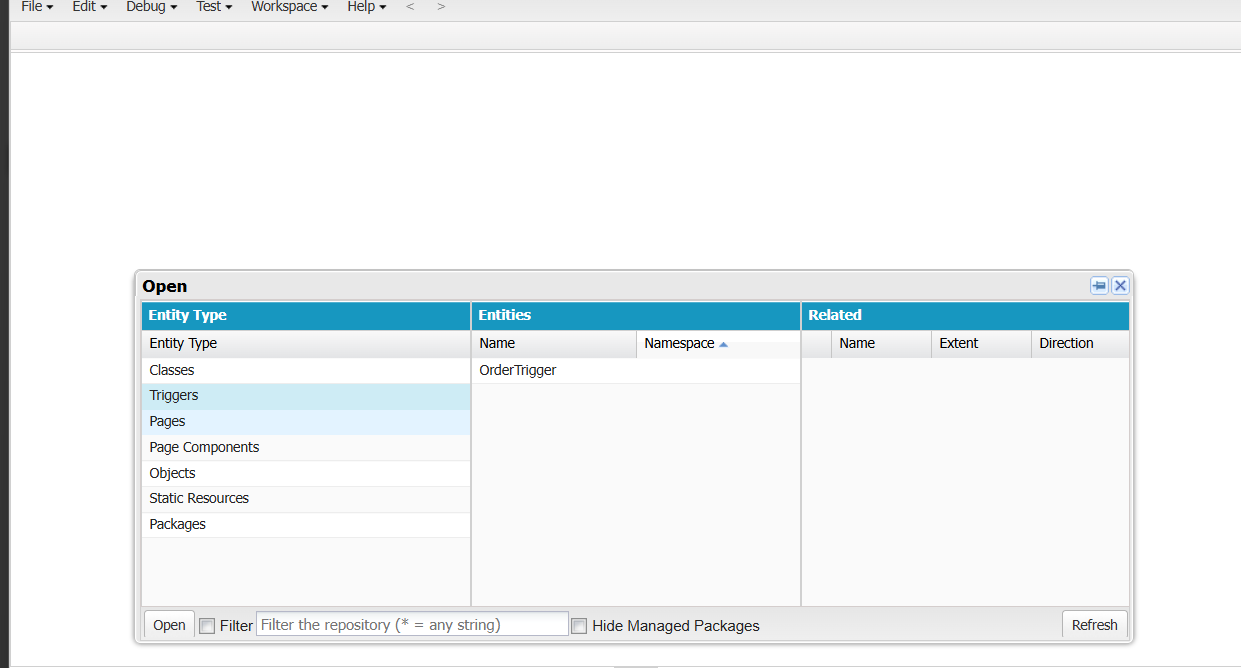 File Edit Debug Test Workspace Help < >
Open
Entity Type Entities Related
Entity Type Name Namespace Name Extent Direction
Classes OrderTrigger
Triggers
Pages
Page Components
Objects
Static Resources
Packages
Open Filter Filter the repository (* = any string) Hide Managed Packages Refresh